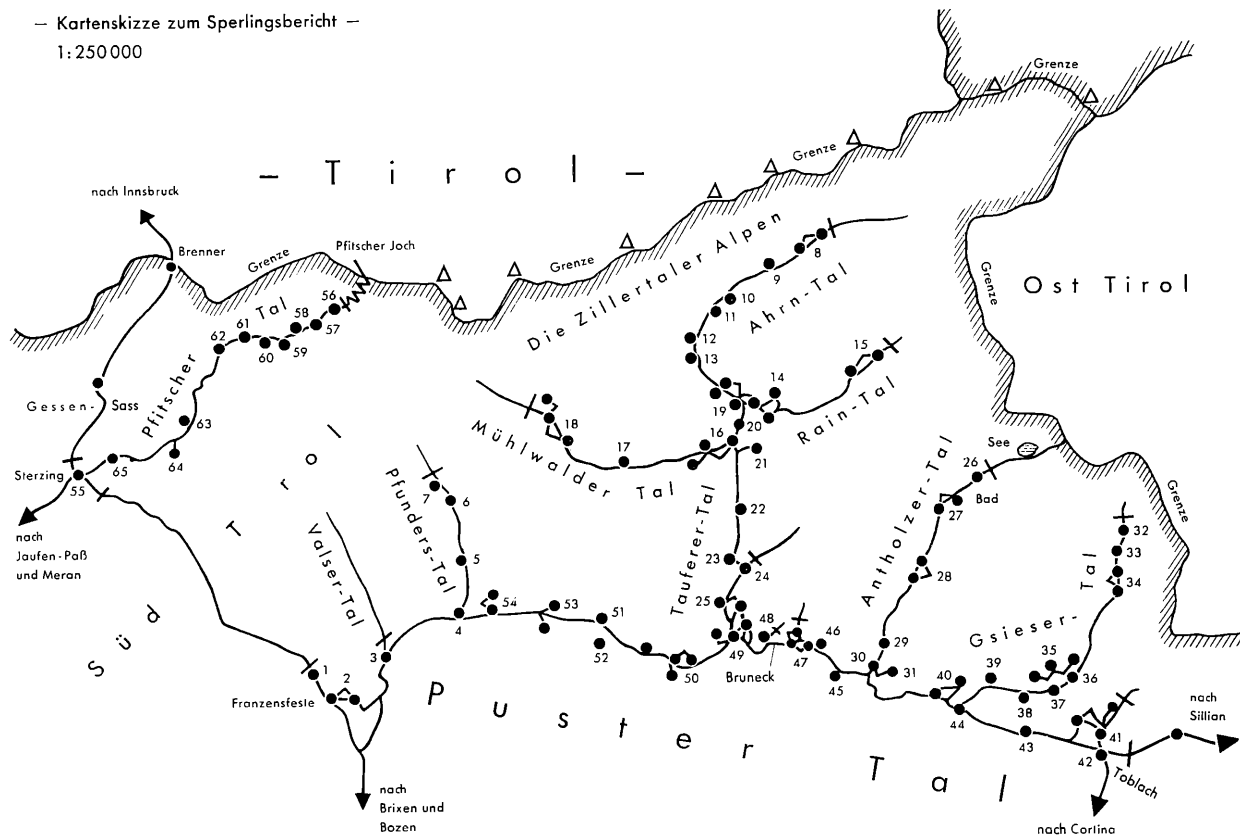 – Kartenskizze zum Sperlingsbericht –
1:250000
Grenze
– Tirol –
Grenze
nach Innsbruck
Brenner
Grenze
Pfitscher Joch
Grenze
Die Zillertaler Alpen
8
9
10
11
Ahrn-Tal
Grenze
Ost Tirol
Tal
56
58
57
61
62
60
59
12
13
15
14
Gessen-Sass
Pfitscher
63
64
19
Rain-Tal
18
Mühlwalder Tal
17
16
20
21
See
26
Bad
27
Grenze
Sterzing
55
65
nach
Jaufen-Paß
und Meran
Süd Tirol
Valser-Tal
Pfunders-Tal
7
6
5
22
Tauferer-Tal
23
24
25
Antholzer-Tal
28
32
33
34
Gsieser-Tal
4
54
53
51
52
48
49
47
46
50
Bruneck
45
29
30
31
3
1
2
Franzensfeste
40
39
35
36
37
38
44
43
41
42
Toblach
nach
Sillian
Puster Tal
nach
Brixen und
Bozen
nach Cortina